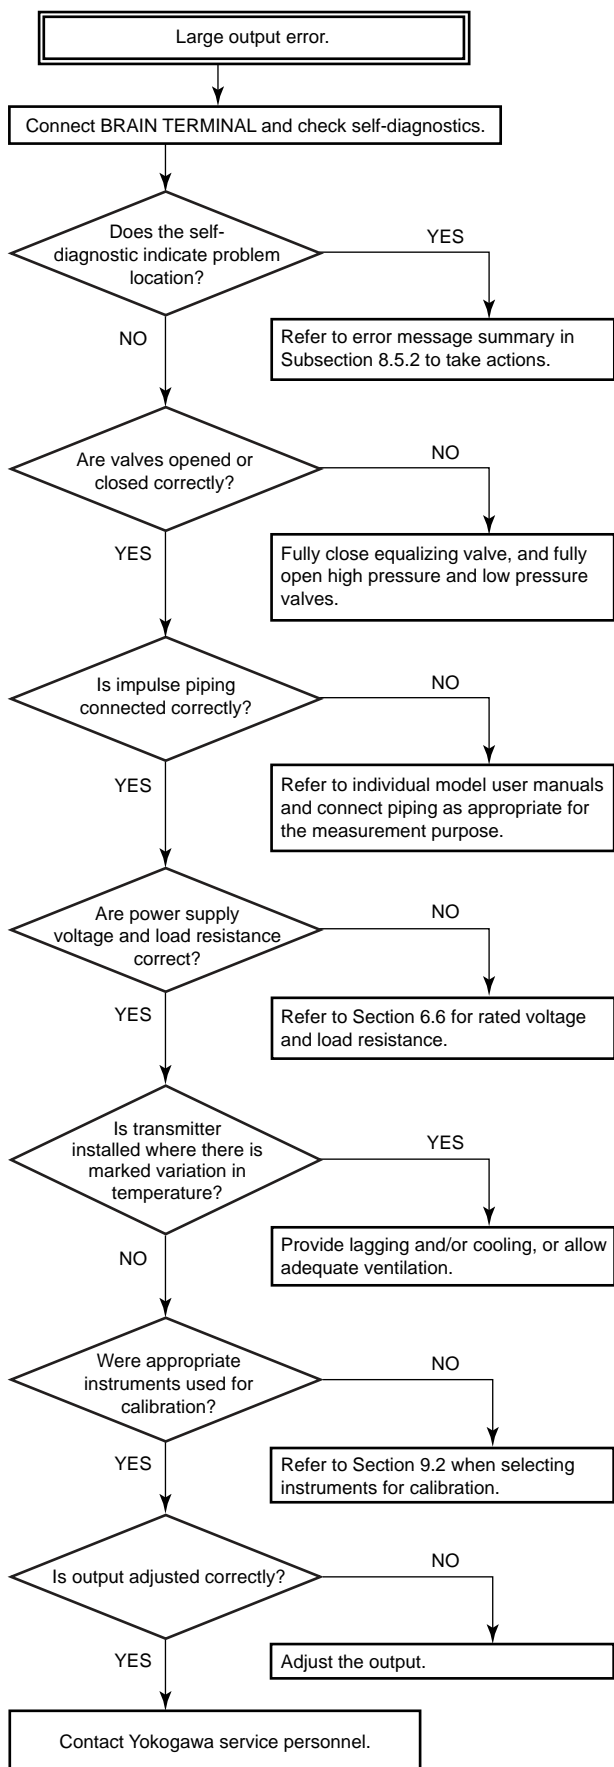 Large output error.
Connect BRAIN TERMINAL and check self-diagnostics.
Does the self-
diagnostic indicate problem
location?
YES
NO
Refer to error message summary in
Subsection 8.5.2 to take actions.
Are valves opened or
closed correctly?
NO
YES
Fully close equalizing valve, and fully
open high pressure and low pressure
valves.
Is impulse piping
connected correctly?
NO
YES
Refer to individual model user manuals
and connect piping as appropriate for
the measurement purpose.
Are power supply
voltage and load resistance
correct?
NO
YES
Refer to Section 6.6 for rated voltage
and load resistance.
Is transmitter
installed where there is
marked variation in
temperature?
YES
NO
Provide lagging and/or cooling, or allow
adequate ventilation.
Were appropriate
instruments used for
calibration?
NO
YES
Refer to Section 9.2 when selecting
instruments for calibration.
Is output adjusted correctly?
NO
YES
Adjust the output.
Contact Yokogawa service personnel.